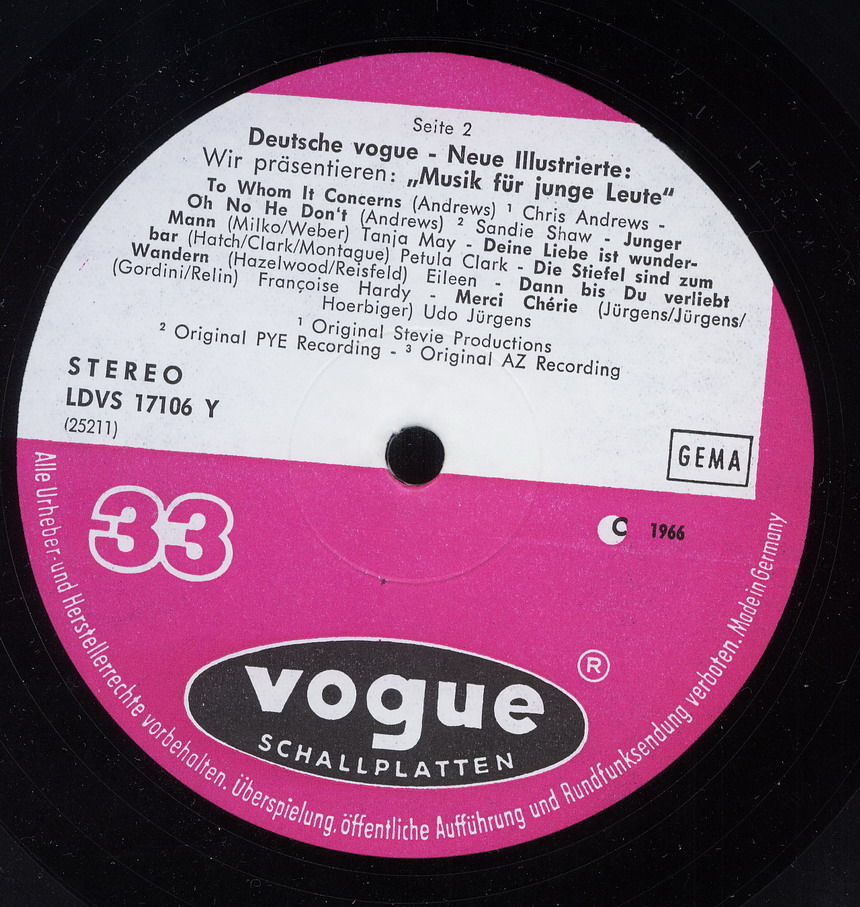 Seite 2
Deutsche vogue - Neue Illustrierte:
Wir präsentieren: „Musik für junge Leute“
To Whom It Concerns (Andrews) ¹ Chris Andrews -
Oh No He Don't (Andrews) ² Sandie Shaw - Junger
Mann (Milko/Weber) Tanja May - Deine Liebe ist wunder-
bar (Hatch/Clark/Montague) Petula Clark - Die Stiefel sind zum
Wandern (Hazelwood/Reisfeld) Eileen - Dann bis Du verliebt
(Gordini/Relin) Françoise Hardy - Merci Chérie (Jürgens/Jürgens/
Hoerbiger) Udo Jürgens
¹ Original Stevie Productions
² Original PYE Recording - ³ Original AZ Recording
STEREO
LDVS 17106 Y
(25211)
GEMA
33
C 1966
®
vogue
SCHALLPLATTEN
Alle Urheber- und Herstellerrechte vorbehalten. Überspielung, öffentliche Aufführung und Rundfunksendung verboten. Made in Germany